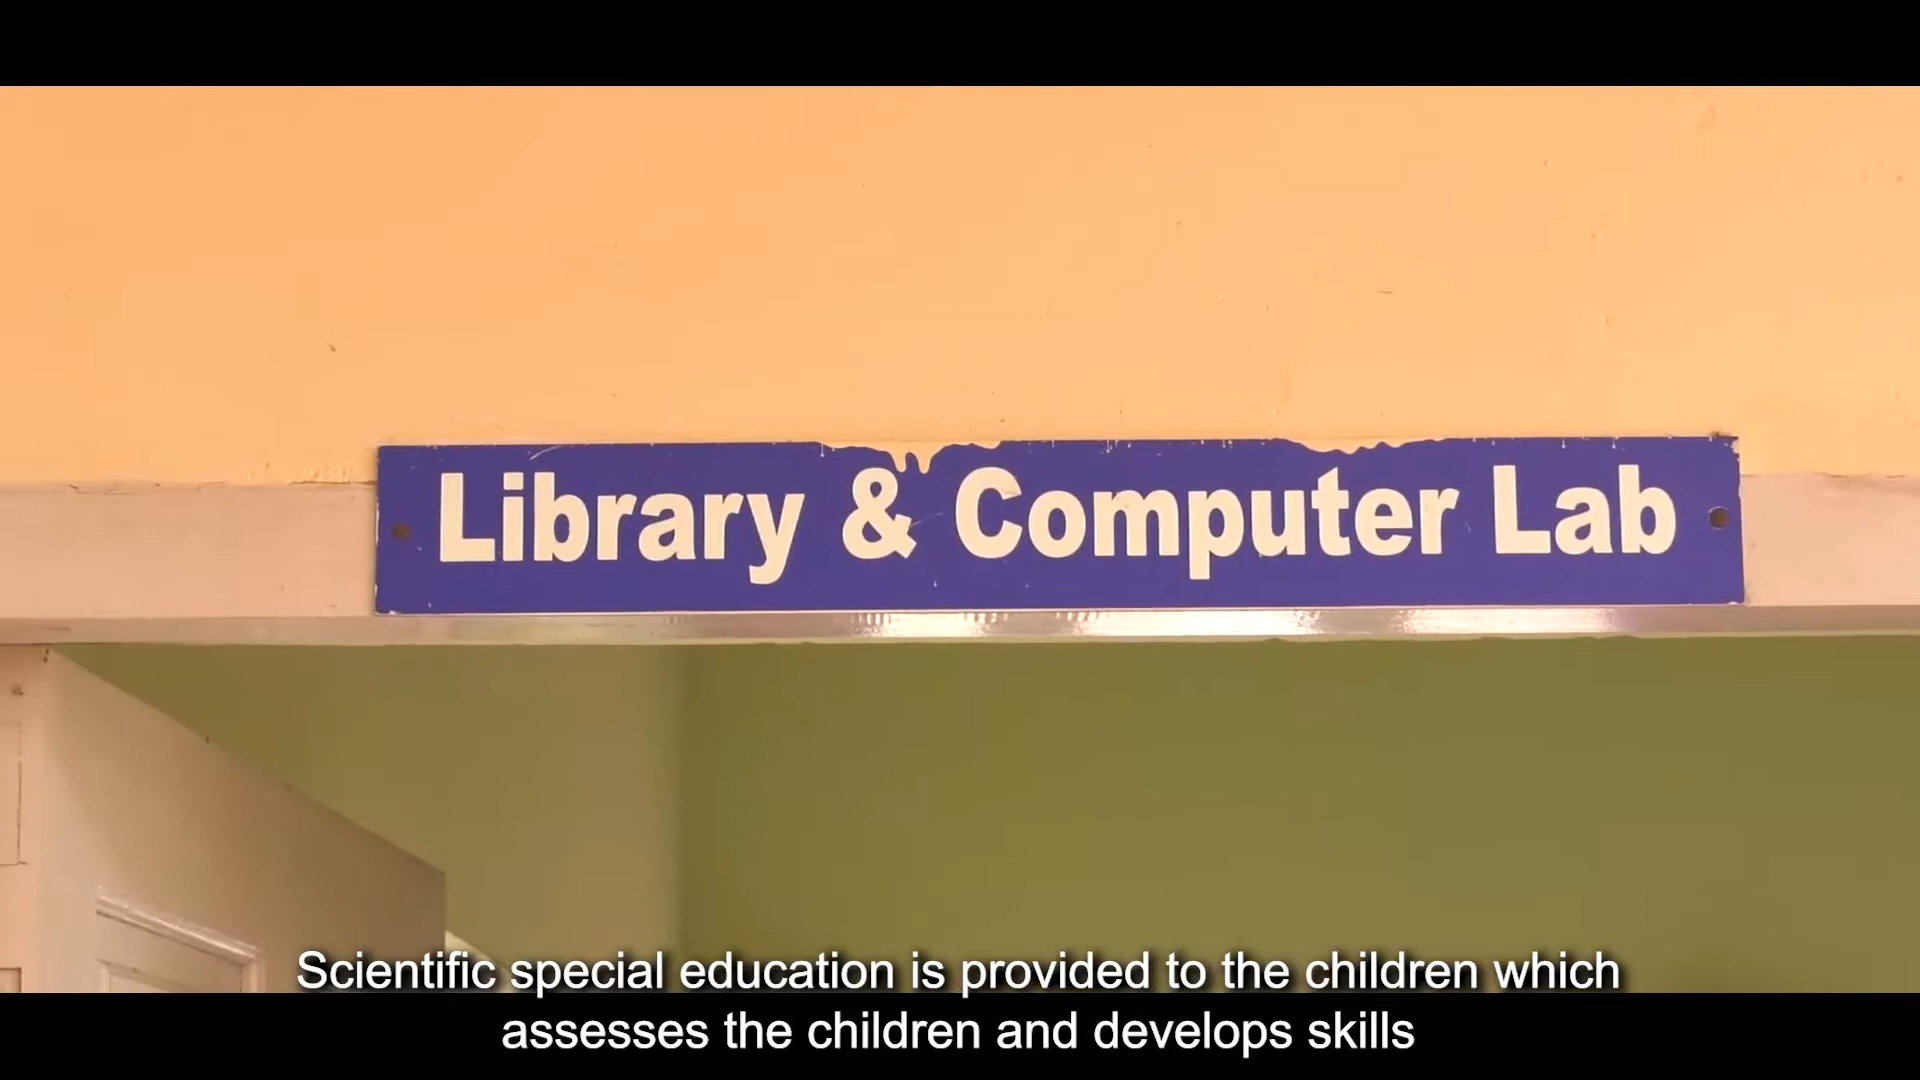 Library & Computer Lab
Scientific special education is provided to the children which
assesses the children and develops skills